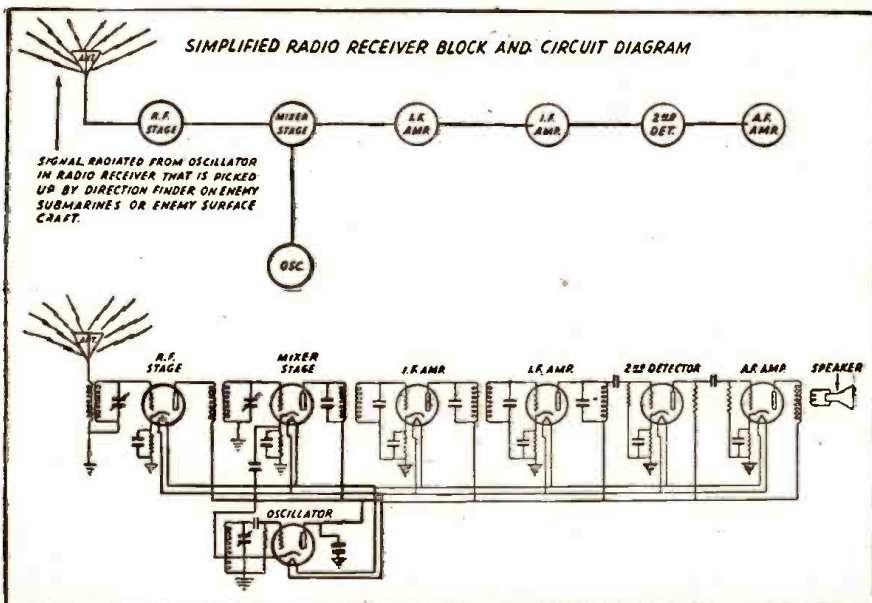 SIMPLIFIED RADIO RECEIVER BLOCK AND CIRCUIT DIAGRAM
ANT.
R.F. STAGE
MIXER STAGE
I.F. AMP.
I.F. AMP.
2ND DET.
A.F. AMP.
SIGNAL RADIATED FROM OSCILLATOR
IN RADIO RECEIVER THAT IS PICKED
UP BY DIRECTION FINDER ON ENEMY
SUBMARINES OR ENEMY SURFACE
CRAFT.
OSC.
ANT.
R.F. STAGE
MIXER STAGE
I.F. AMP.
I.F. AMP.
2ND DETECTOR
A.F. AMP.
SPEAKER
OSCILLATOR